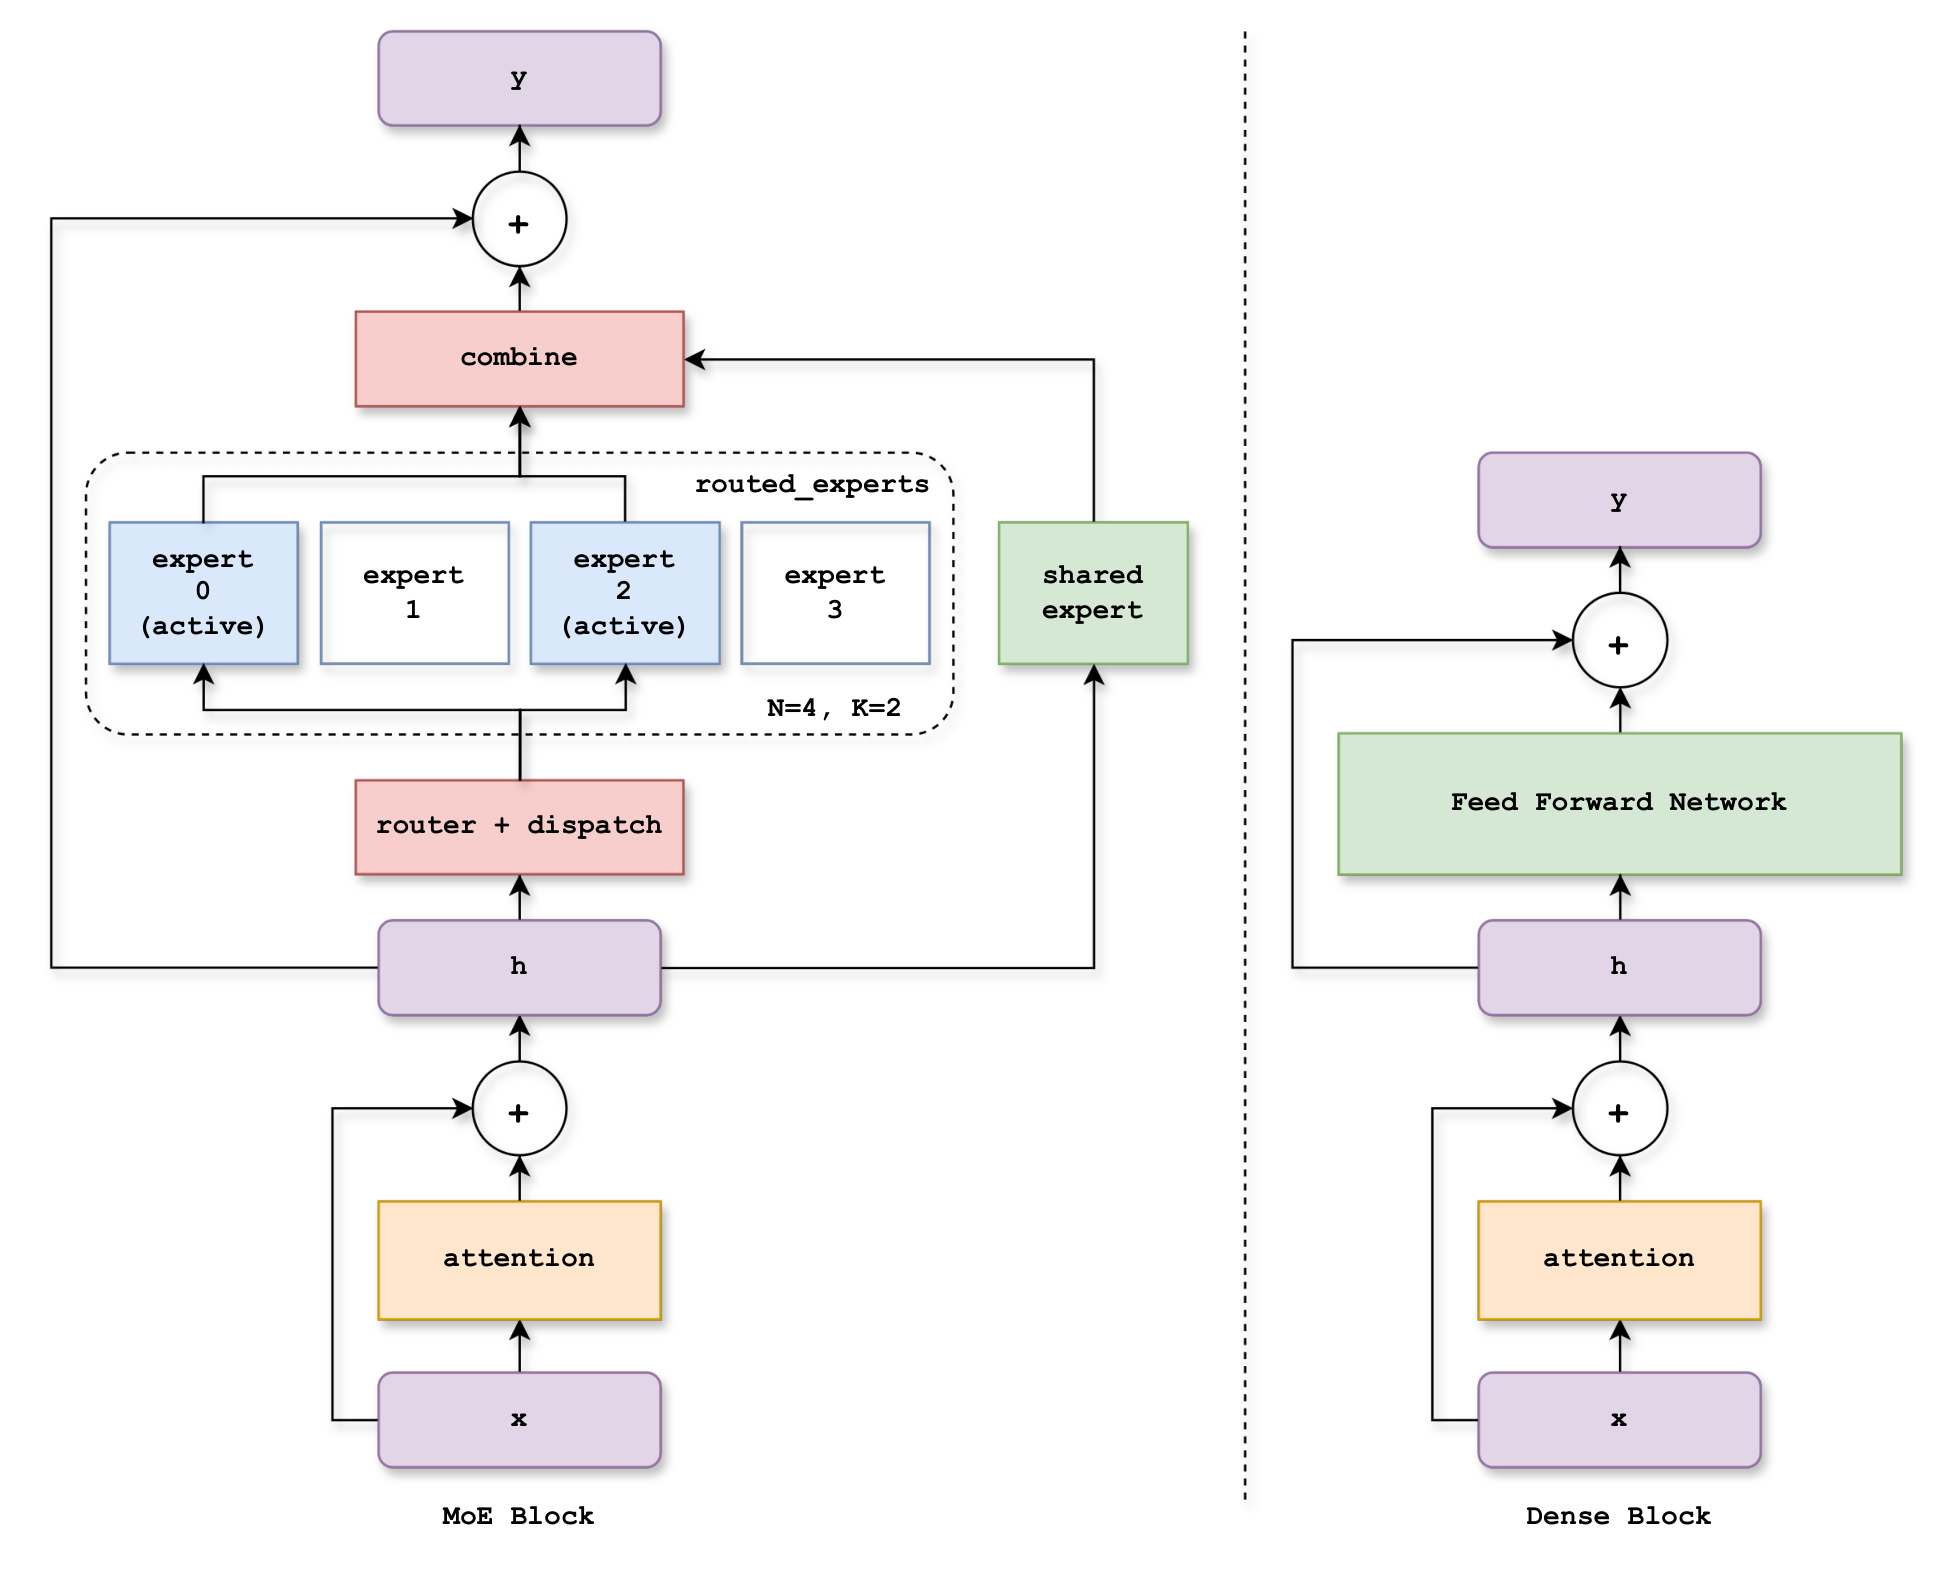 y
+
combine
routed_experts
expert
0
(active)
expert
1
expert
2
(active)
expert
3
shared
expert
N=4, K=2
router + dispatch
h
+
attention
x
MoE Block
y
+
Feed Forward Network
h
+
attention
x
Dense Block